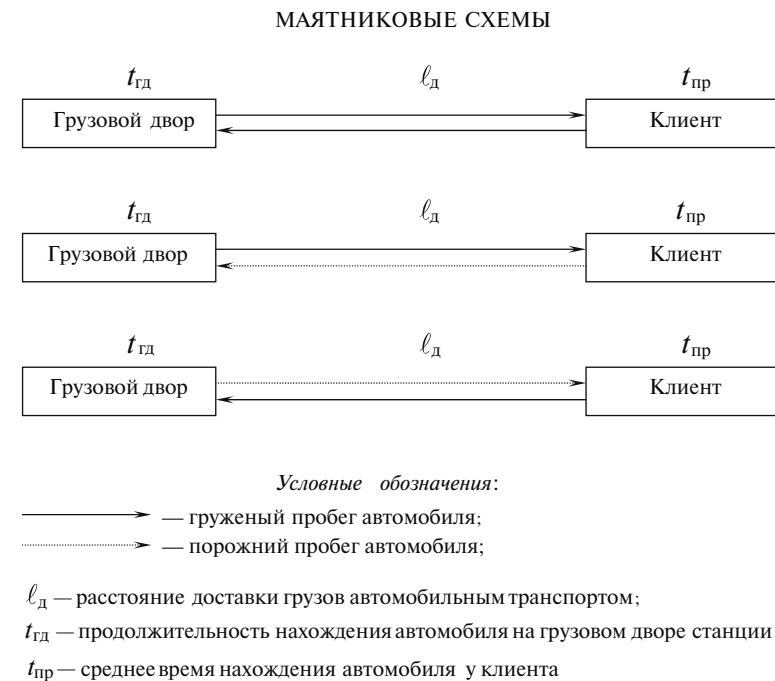 МАЯТНИКОВЫЕ СХЕМЫ
tгд ℓд tпр
Грузовой двор Клиент
tгд ℓд tпр
Грузовой двор Клиент
tгд ℓд tпр
Грузовой двор Клиент
Условные обозначения:
— груженый пробег автомобиля;
— порожний пробег автомобиля;
ℓд — расстояние доставки грузов автомобильным транспортом;
tгд — продолжительность нахождения автомобиля на грузовом дворе станции
tпр — среднее время нахождения автомобиля у клиента